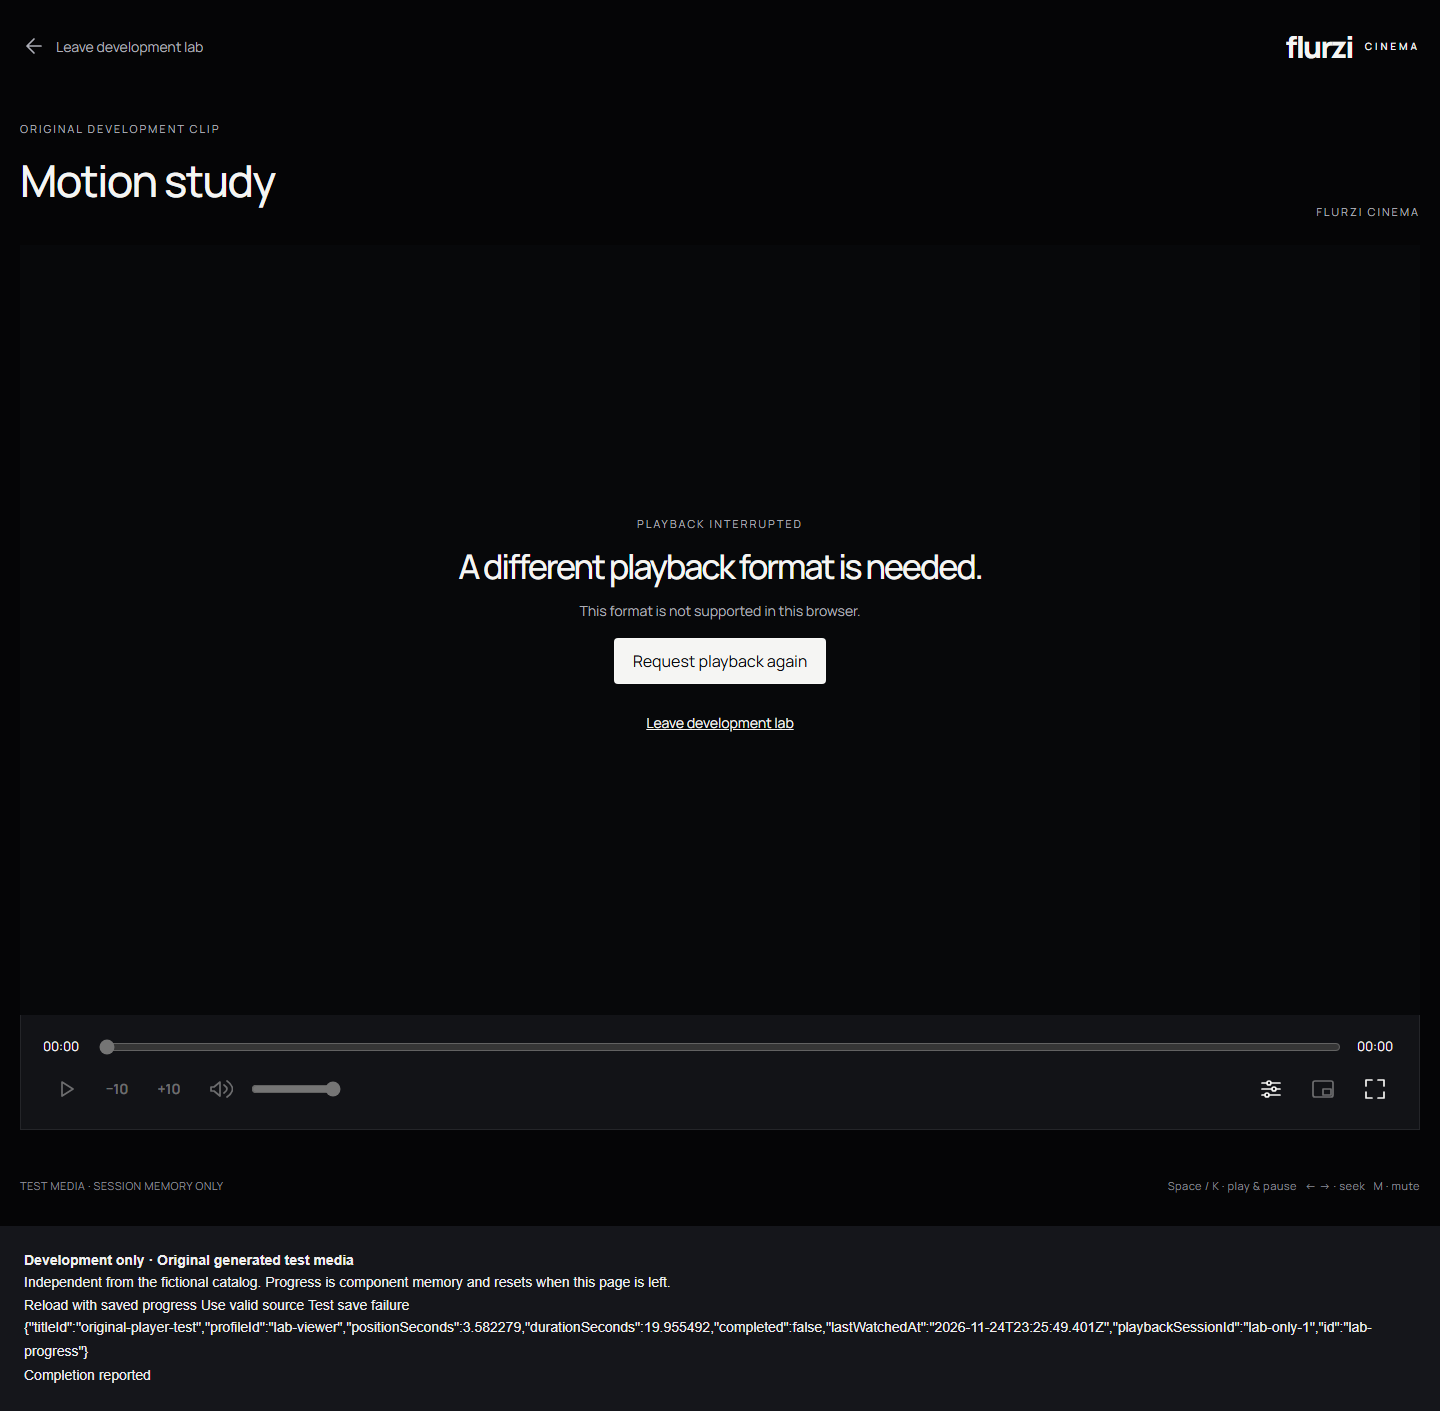 Leave development lab
flurzi CINEMA
ORIGINAL DEVELOPMENT CLIP
Motion study
FLURZI CINEMA
PLAYBACK INTERRUPTED
A different playback format is needed.
This format is not supported in this browser.
Request playback again
Leave development lab
00:00
00:00
−10
+10
TEST MEDIA · SESSION MEMORY ONLY
Space / K · play & pause ← → · seek M · mute
Development only · Original generated test media
Independent from the fictional catalog. Progress is component memory and resets when this page is left.
Reload with saved progress Use valid source Test save failure
{"titleId":"original-player-test","profileId":"lab-viewer","positionSeconds":3.582279,"durationSeconds":19.955492,"completed":false,"lastWatchedAt":"2026-11-24T23:25:49.401Z","playbackSessionId":"lab-only-1","id":"lab-
progress"}
Completion reported